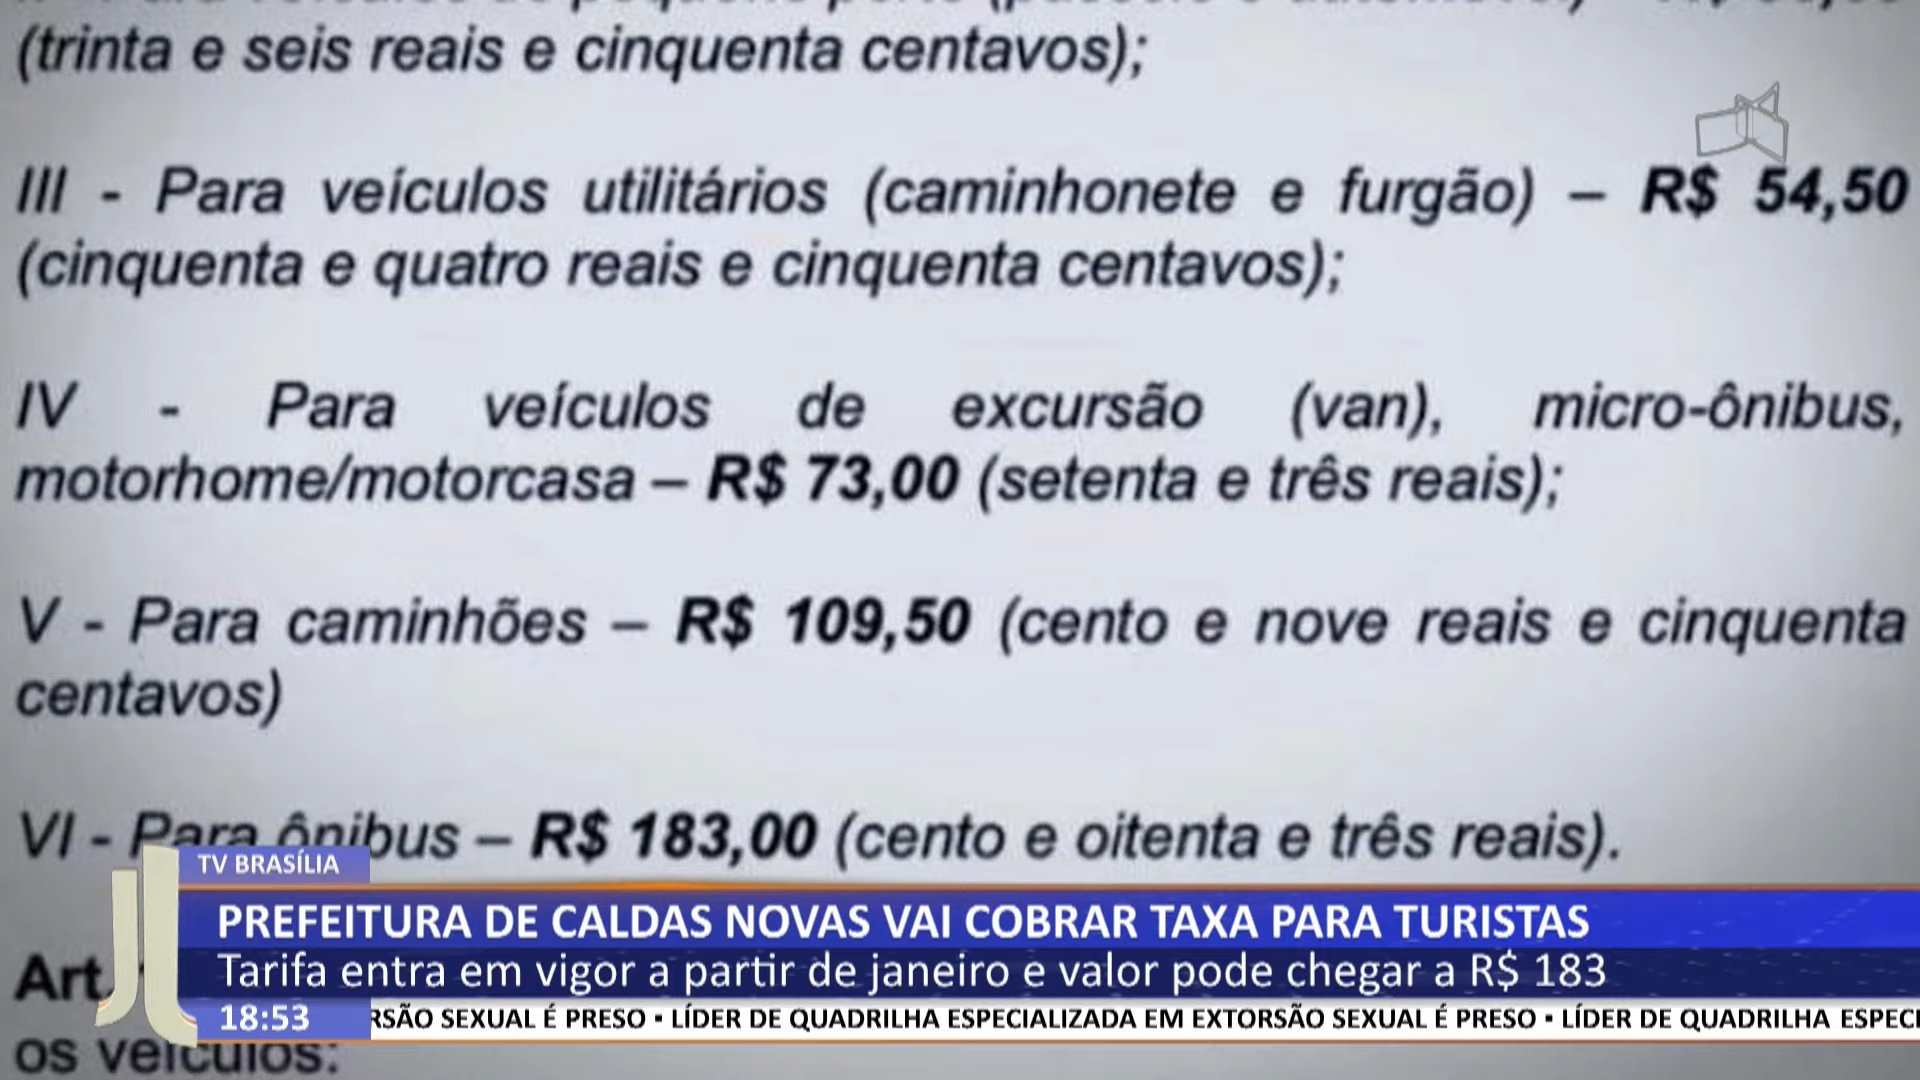 (trinta e seis reais e cinquenta centavos);
III - Para veículos utilitários (caminhonete e furgão) – R$ 54,50
(cinquenta e quatro reais e cinquenta centavos);
IV - Para veículos de excursão (van), micro-ônibus,
motorhome/motorcasa – R$ 73,00 (setenta e três reais);
V - Para caminhões – R$ 109,50 (cento e nove reais e cinquenta
centavos)
VI - Para ônibus – R$ 183,00 (cento e oitenta e três reais).
TV BRASÍLIA
PREFEITURA DE CALDAS NOVAS VAI COBRAR TAXA PARA TURISTAS
Tarifa entra em vigor a partir de janeiro e valor pode chegar a R$ 183
Art.
18:53 RSÃO SEXUAL É PRESO ▪ LÍDER DE QUADRILHA ESPECIALIZADA EM EXTORSÃO SEXUAL É PRESO ▪ LÍDER DE QUADRILHA ESPECI
os veículos: